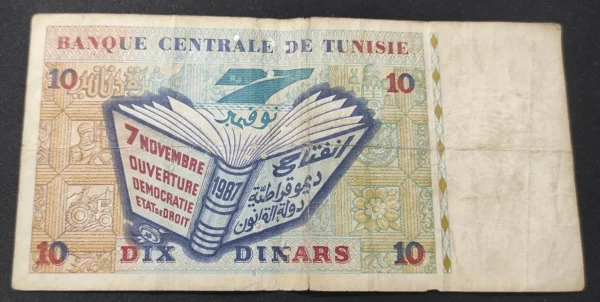 BANQUE CENTRALE DE TUNISIE
10
10
7
نوفمبر
7 NOVEMBRE
OUVERTURE
DEMOCRATIE
ETAT DE DROIT
1987
انفتاح
ديموقراطية
دولة القانون
10
DIX DINARS
10